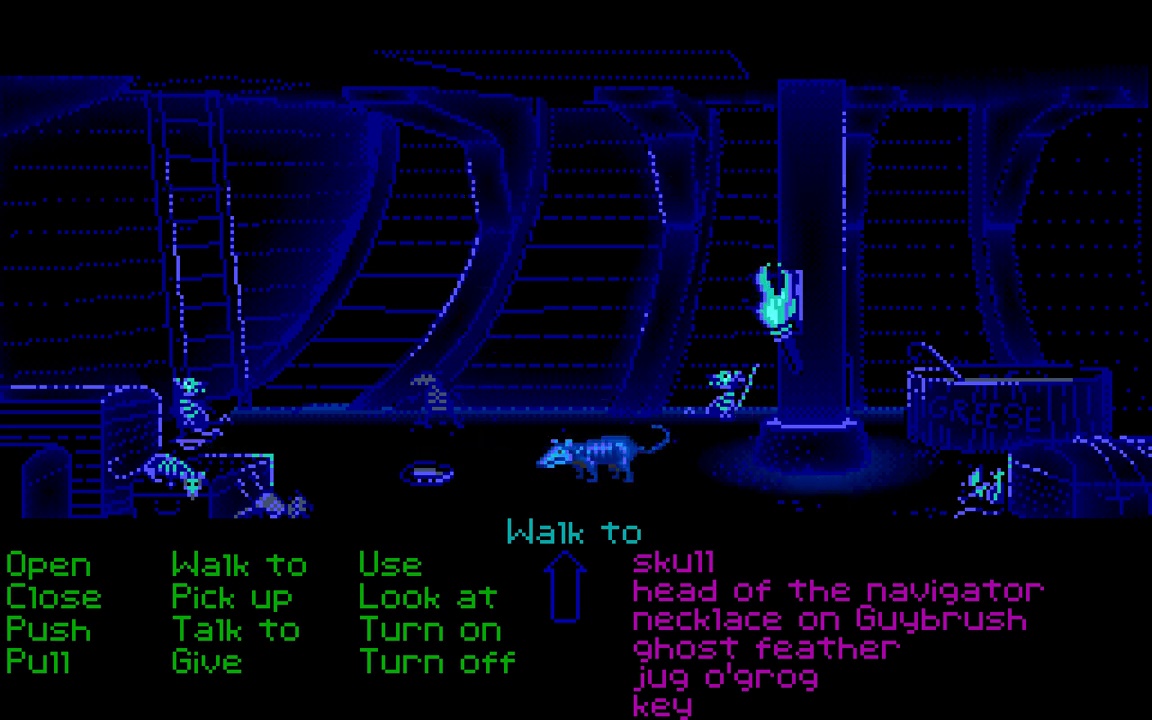 GREESE
Walk to
Open Walk to Use
Close Pick up Look at
Push Talk to Turn on
Pull Give Turn off
skull
head of the navigator
necklace on Guybrush
ghost feather
jug o'grog
key